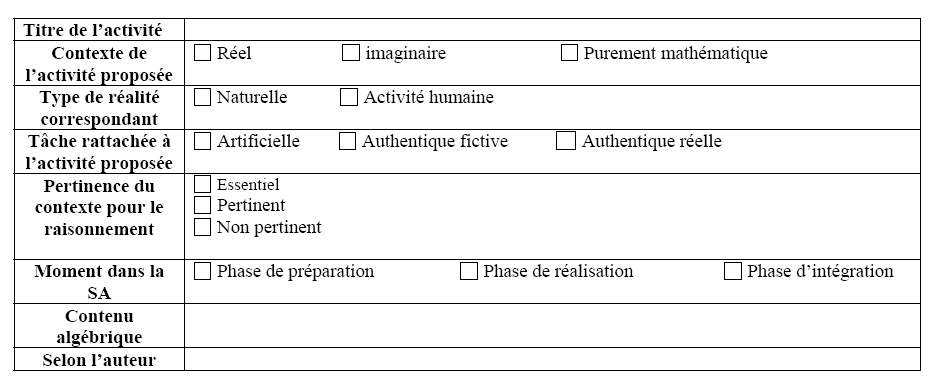 Titre de l’activité
Contexte de l’activité proposée
Réel imaginaire Purement mathématique
Type de réalité correspondant
Naturelle Activité humaine
Tâche rattachée à l’activité proposée
Artificielle Authentique fictive Authentique réelle
Pertinence du contexte pour le raisonnement
Essentiel
Pertinent
Non pertinent
Moment dans la SA
Phase de préparation Phase de réalisation Phase d’intégration
Contenu algébrique
Selon l’auteur